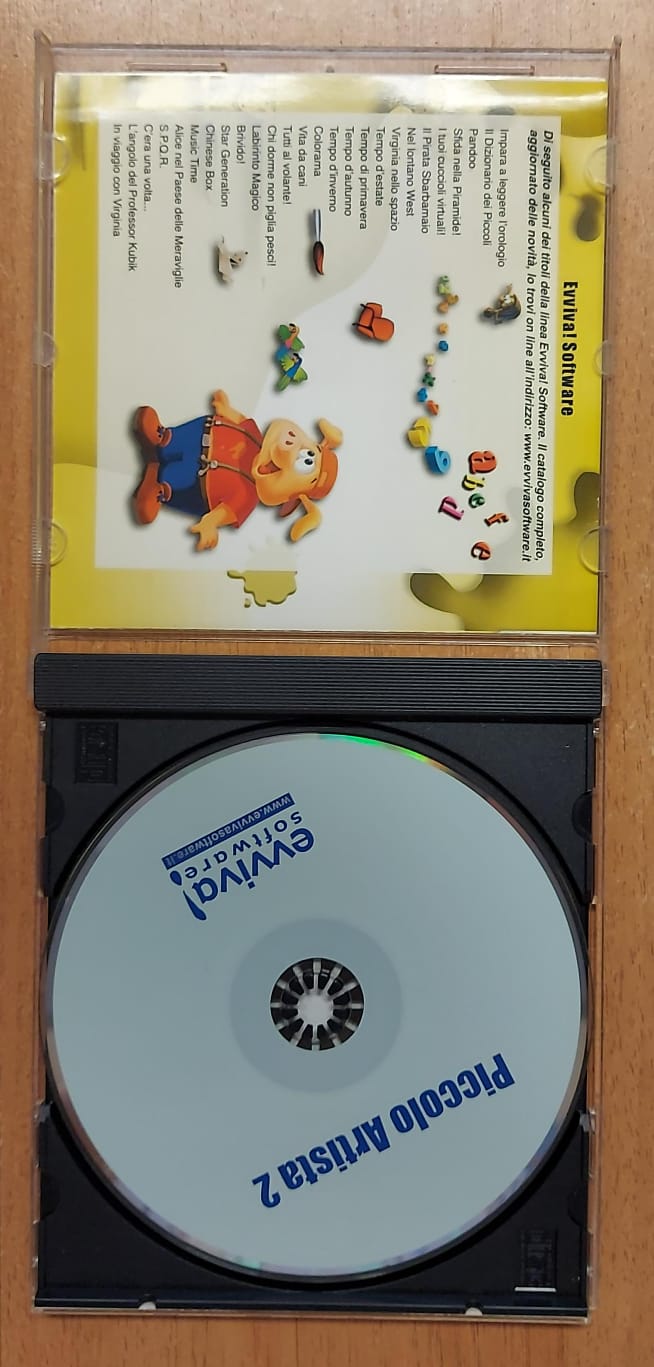 Evviva! Software
Di seguito alcuni dei titoli della linea Evviva! Software. Il catalogo completo,
aggiornato delle novità, lo trovi on line all'indirizzo: www.evvivasoftware.it
Impara a leggere l'orologio
Il Dizionario dei Piccoli
Pandoo
Sfida nella Piramide!
I tuoi cuccioli virtuali!
Il Pirata Sbarbamaio
Nel lontano West
Virginia nello spazio
Tempo d'estate
Tempo di primavera
Tempo d'autunno
Tempo d'inverno
Colorama
Vita da cani
Tutti al volante!
Chi dorme non piglia pesci!
Labirinto Magico
Brivido!
Star Generation
Chinese Box
Music Time
Alice nel Paese delle Meraviglie
S.P.Q.R.
C'era una volta...
L'angolo del Professor Kubik
In viaggio con Virginia
a b c d e f
evviva!
software
www.evvivasoftware.it
Piccolo Artista 2